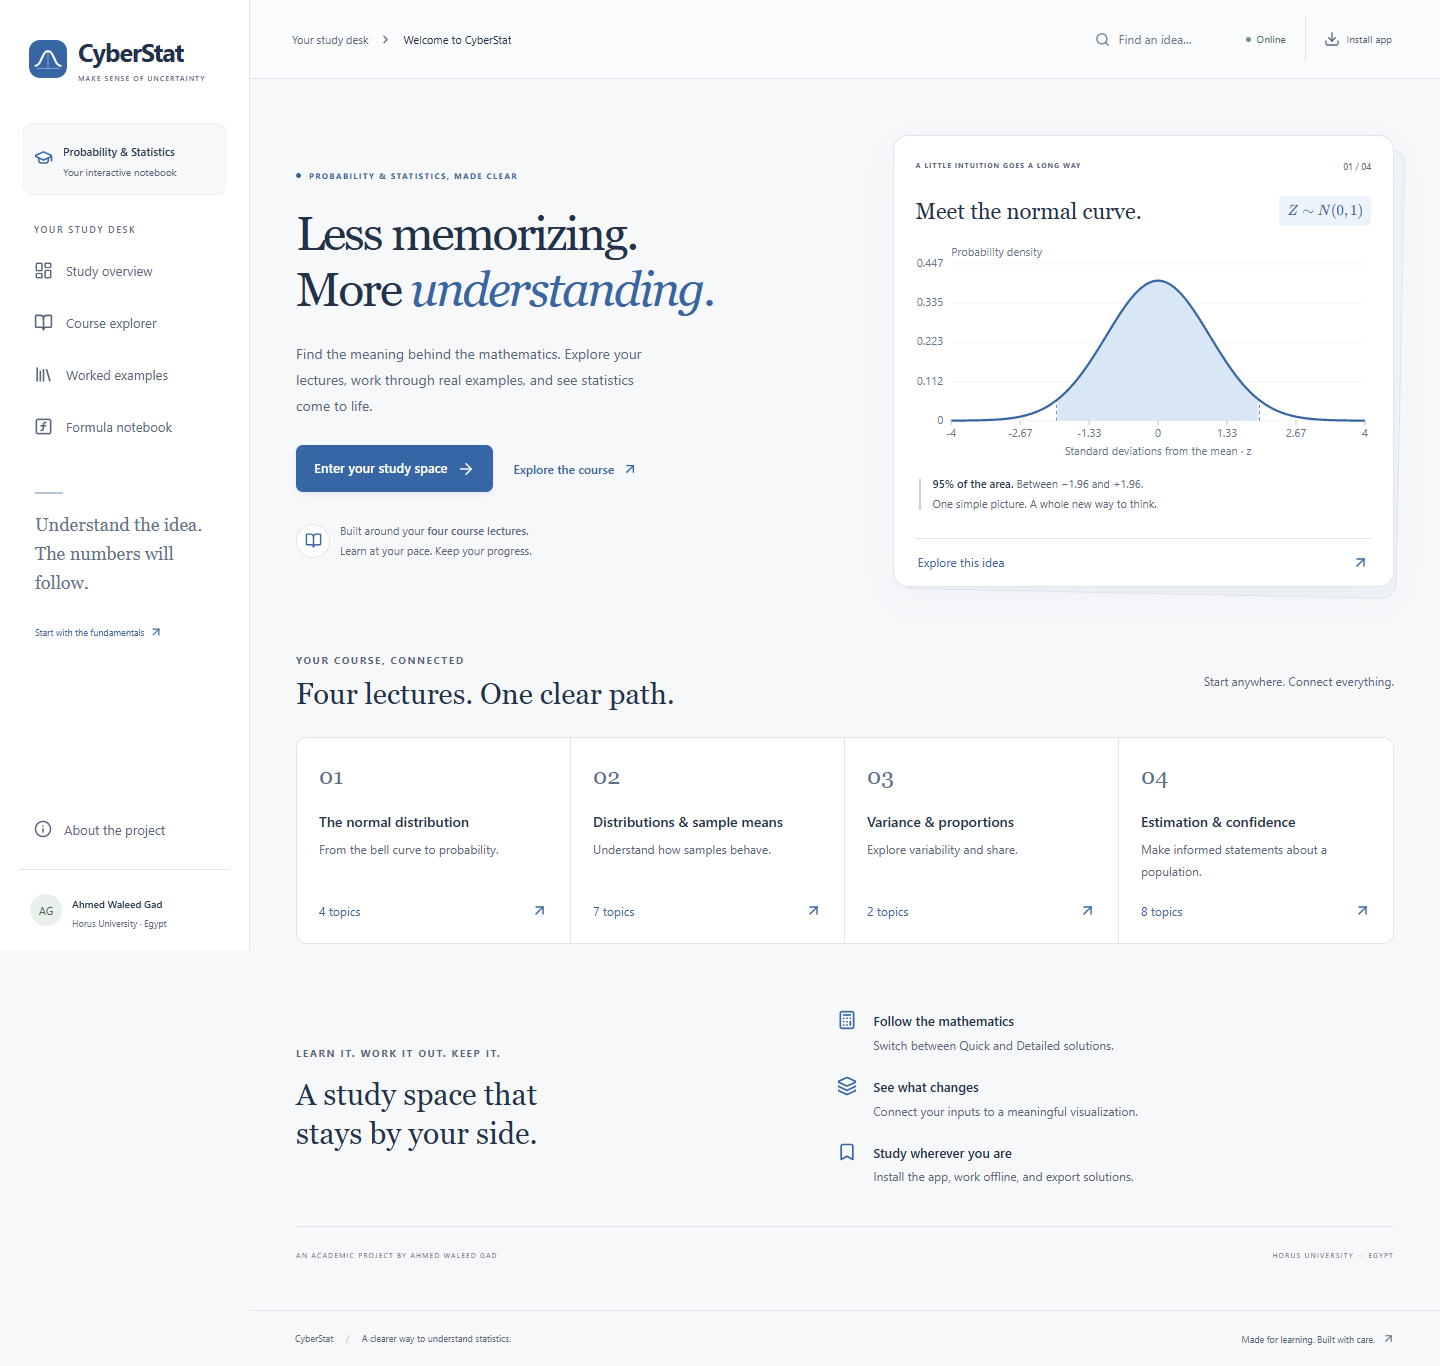 CyberStat
MAKE SENSE OF UNCERTAINTY
Probability & Statistics
Your interactive notebook
YOUR STUDY DESK
Study overview
Course explorer
Worked examples
Formula notebook
Understand the idea.
The numbers will
follow.
Start with the fundamentals
About the project
AG
Ahmed Waleed Gad
Horus University · Egypt
Your study desk
Welcome to CyberStat
Find an idea...
Online
Install app
PROBABILITY & STATISTICS, MADE CLEAR
Less memorizing.
More understanding.
Find the meaning behind the mathematics. Explore your
lectures, work through real examples, and see statistics
come to life.
Enter your study space
Explore the course
Built around your four course lectures.
Learn at your pace. Keep your progress.
A LITTLE INTUITION GOES A LONG WAY
01 / 04
Meet the normal curve.
Z ∼ N(0, 1)
Probability density
0.447
0.335
0.223
0.112
0
-4 -2.67 -1.33 0 1.33 2.67 4
Standard deviations from the mean · z
95% of the area. Between −1.96 and +1.96.
One simple picture. A whole new way to think.
Explore this idea
YOUR COURSE, CONNECTED
Four lectures. One clear path.
Start anywhere. Connect everything.
01
The normal distribution
From the bell curve to probability.
4 topics
02
Distributions & sample means
Understand how samples behave.
7 topics
03
Variance & proportions
Explore variability and share.
2 topics
04
Estimation & confidence
Make informed statements about a
population.
8 topics
LEARN IT. WORK IT OUT. KEEP IT.
A study space that
stays by your side.
Follow the mathematics
Switch between Quick and Detailed solutions.
See what changes
Connect your inputs to a meaningful visualization.
Study wherever you are
Install the app, work offline, and export solutions.
AN ACADEMIC PROJECT BY AHMED WALEED GAD
HORUS UNIVERSITY — EGYPT
CyberStat / A clearer way to understand statistics.
Made for learning. Built with care.